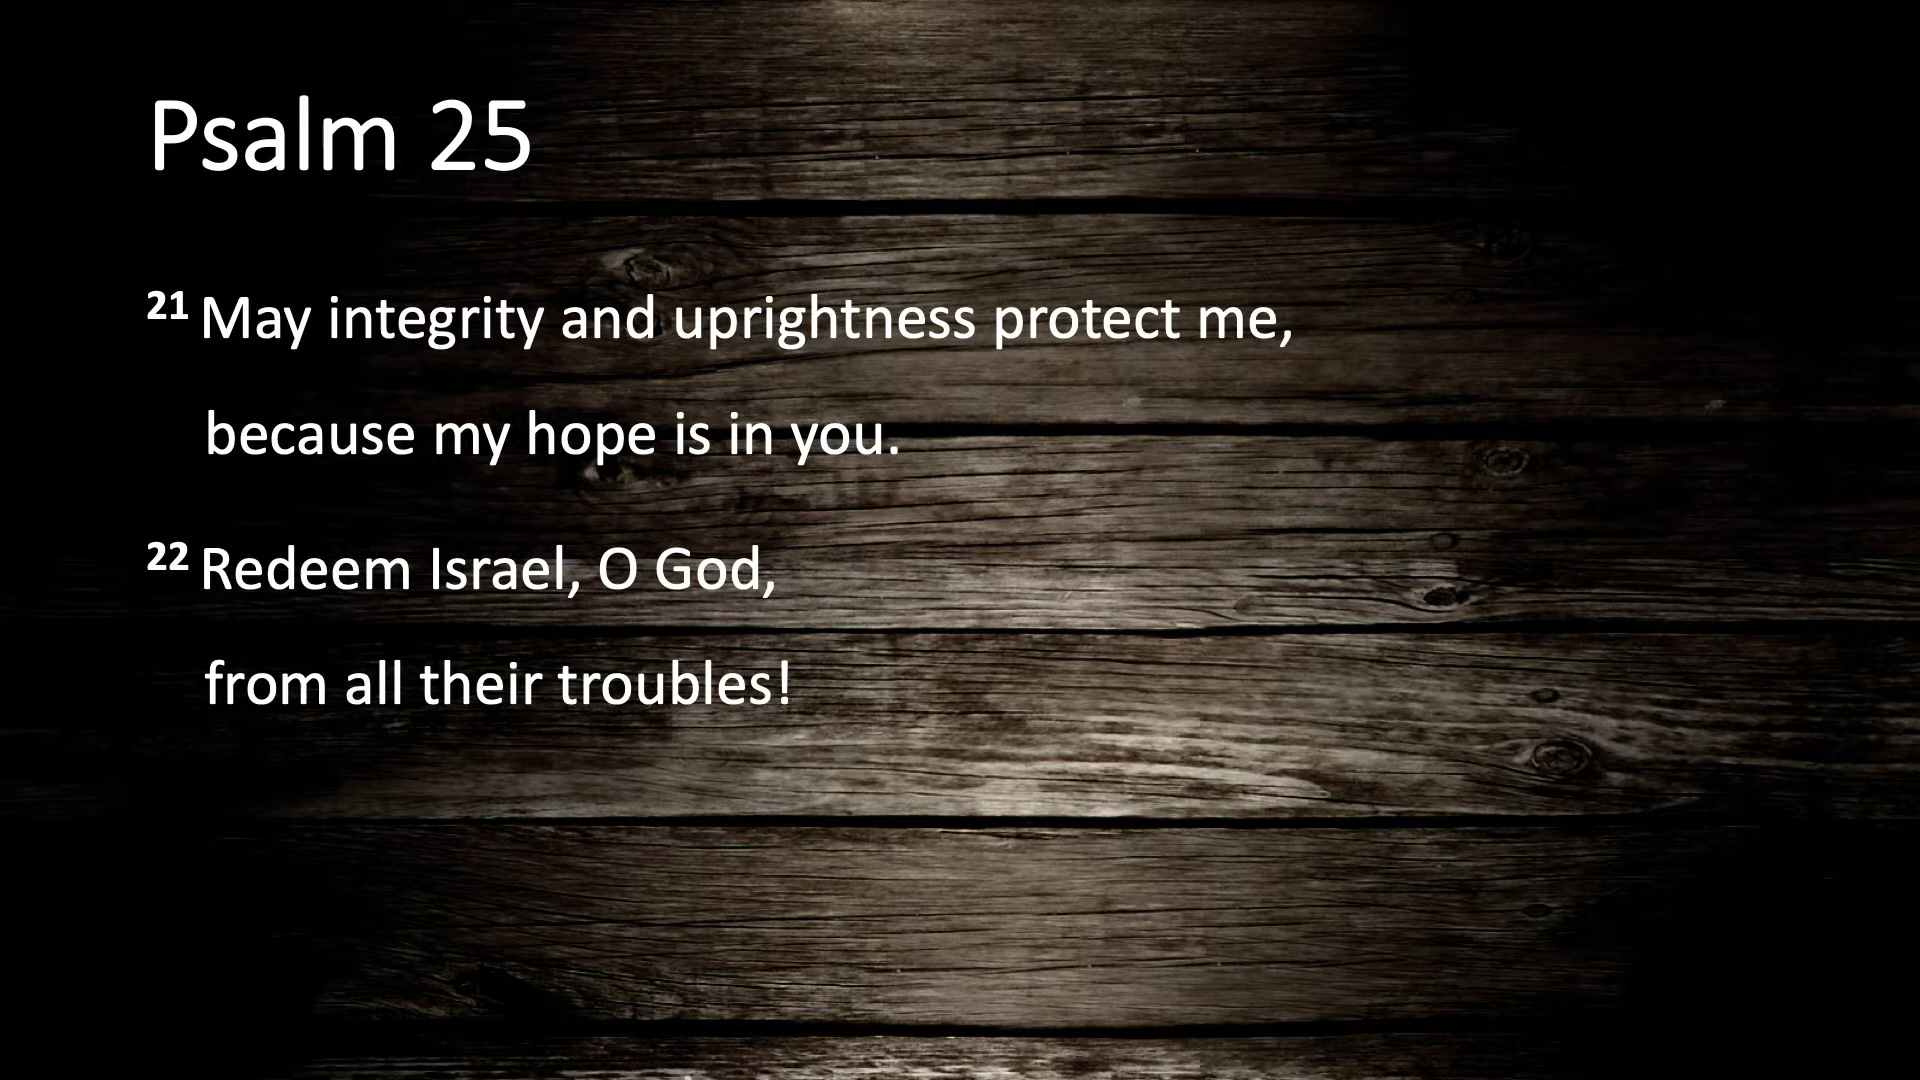 Psalm 25
21 May integrity and uprightness protect me,
because my hope is in you.
22 Redeem Israel, O God,
from all their troubles!